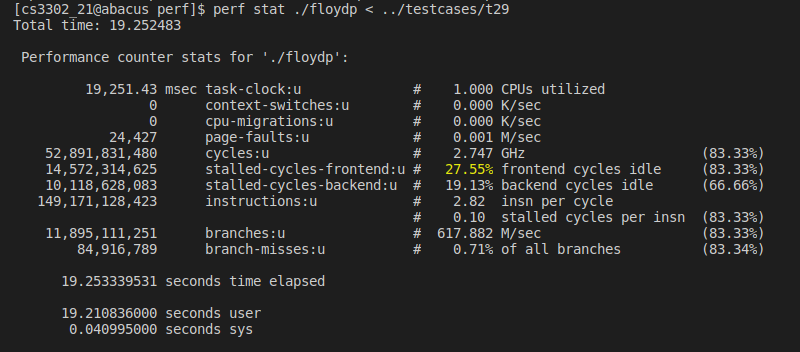 [cs3302_21@abacus perf]$ perf stat ./floydp < ../testcases/t29
Total time: 19.252483
Performance counter stats for './floydp':
19,251.43 msec task-clock:u # 1.000 CPUs utilized
0 context-switches:u # 0.000 K/sec
0 cpu-migrations:u # 0.000 K/sec
24,427 page-faults:u # 0.001 M/sec
52,891,831,480 cycles:u # 2.747 GHz (83.33%)
14,572,314,625 stalled-cycles-frontend:u # 27.55% frontend cycles idle (83.33%)
10,118,628,083 stalled-cycles-backend:u # 19.13% backend cycles idle (66.66%)
149,171,128,423 instructions:u # 2.82 insn per cycle
# 0.10 stalled cycles per insn (83.33%)
11,895,111,251 branches:u # 617.882 M/sec (83.33%)
84,916,789 branch-misses:u # 0.71% of all branches (83.34%)
19.253339531 seconds time elapsed
19.210836000 seconds user
0.040995000 seconds sys